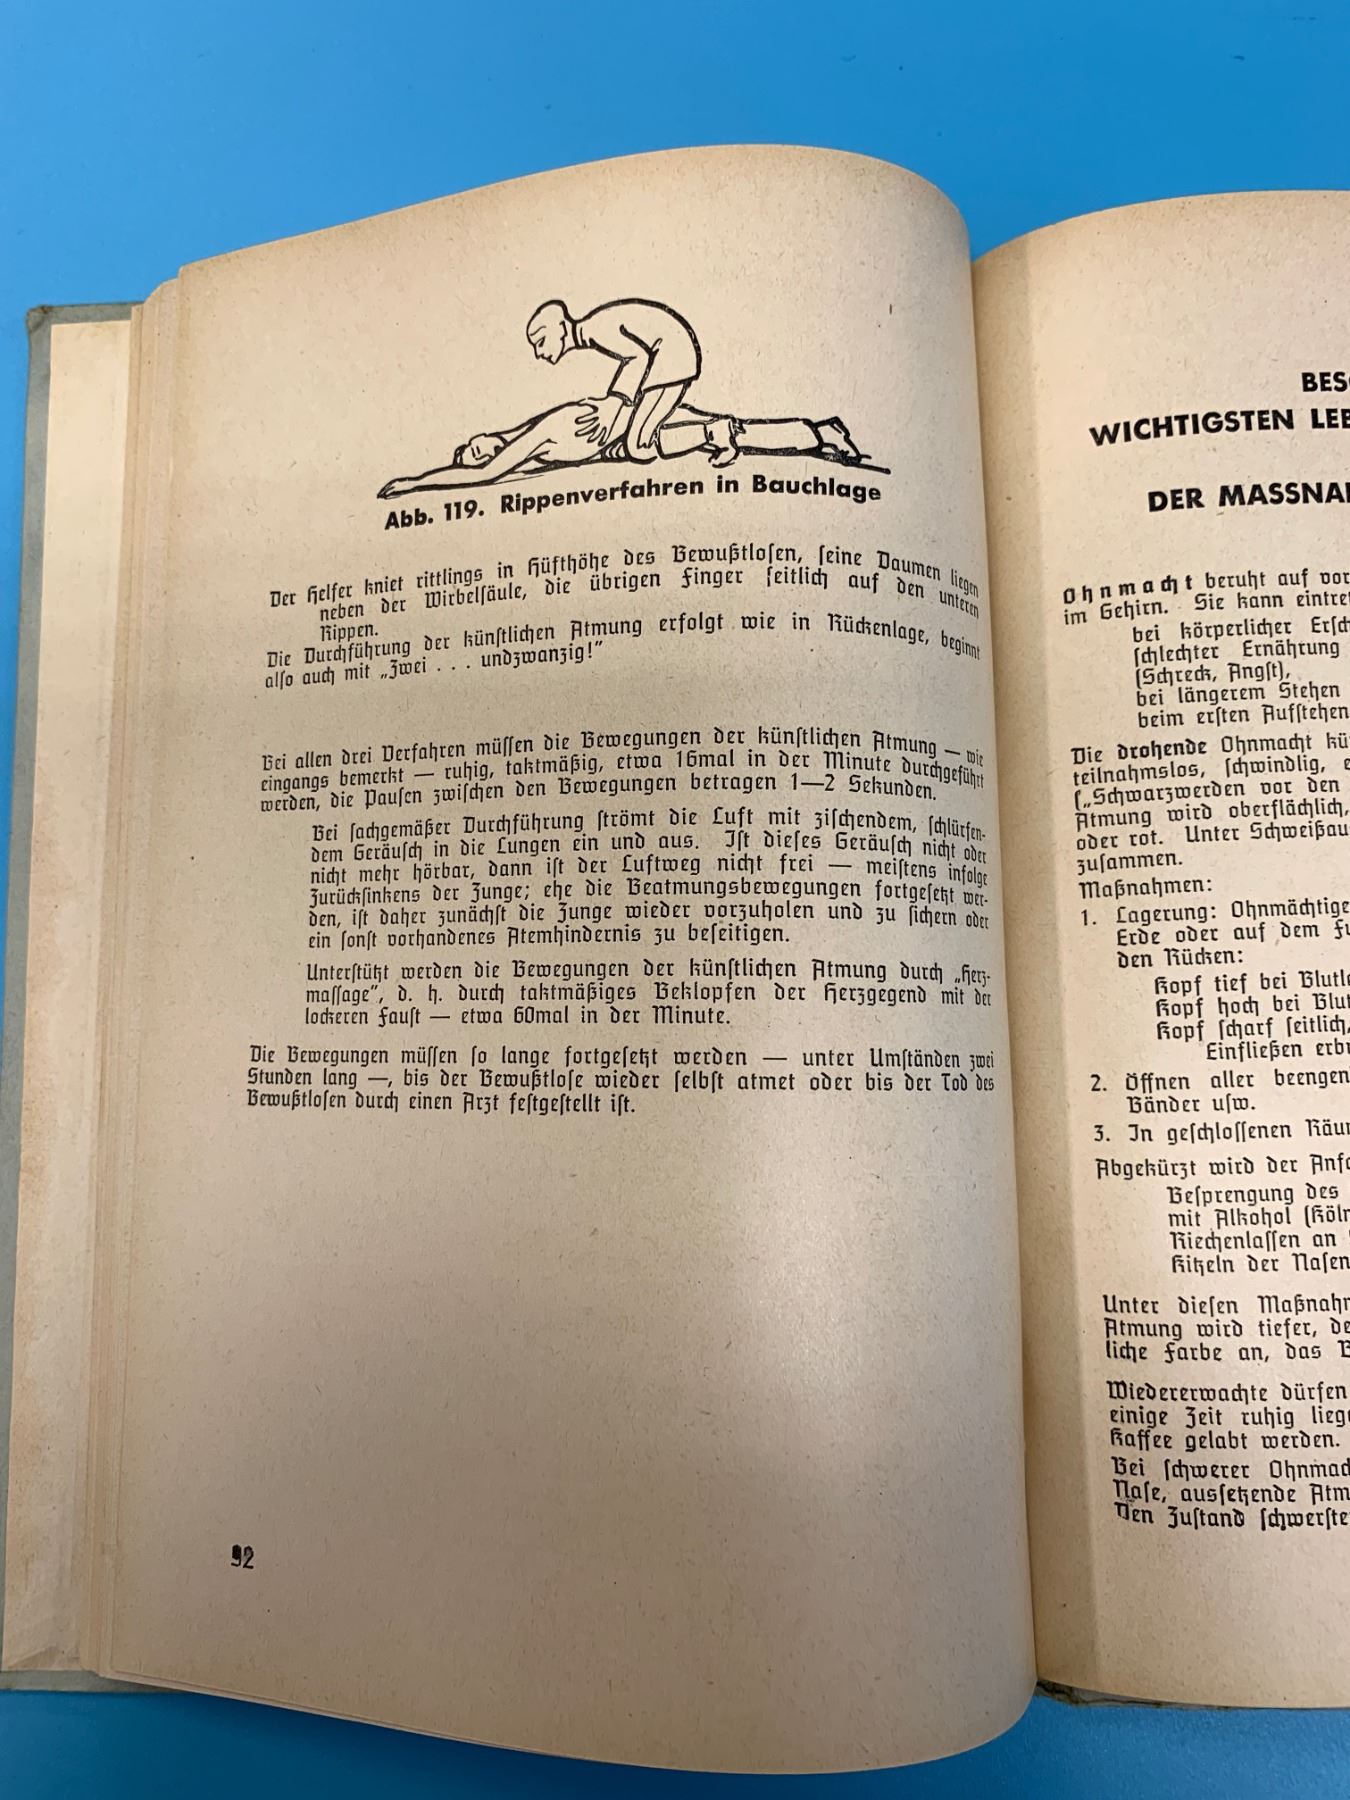 Abb. 119. Rippenverfahren in Bauchlage
Der Helfer kniet rittlings in Hüfthöhe des Bewußtloſen, ſeine Daumen liegen
neben der Wirbelſäule, die übrigen Finger ſeitlich auf den unteren
Rippen.
Die Durchführung der künſtlichen Atmung erfolgt wie in Rückenlage, beginnt
alſo auch mit „Zwei . . . undzwanzig!“
Bei allen drei Verfahren müſſen die Bewegungen der künſtlichen Atmung — wie
eingangs bemerkt — ruhig, taktmäßig, etwa 16mal in der Minute durchgeführt
werden, die Pauſen zwiſchen den Bewegungen betragen 1—2 Sekunden.
Bei ſachgemäßer Durchführung ſtrömt die Luft mit ziſchendem, ſchlürfen-
dem Geräuſch in die Lungen ein und aus. Iſt dieſes Geräuſch nicht oder
nicht mehr hörbar, dann iſt der Luftweg nicht frei — meiſtens infolge
Zurückſinkens der Zunge; ehe die Beatmungsbewegungen fortgeſetzt wer-
den, iſt daher zunächſt die Zunge wieder vorzuholen und zu ſichern oder
ein ſonſt vorhandenes Atemhindernis zu beſeitigen.
Unterſtützt werden die Bewegungen der künſtlichen Atmung durch „Herz-
maſſage“, d. h. durch taktmäßiges Beklopfen der Herzgegend mit der
lockeren Fauſt — etwa 60mal in der Minute.
Die Bewegungen müſſen ſo lange fortgeſetzt werden — unter Umſtänden zwei
Stunden lang —, bis der Bewußtloſe wieder ſelbſt atmet oder bis der Tod des
Bewußtloſen durch einen Arzt feſtgeſtellt iſt.
92
WICHTIGSTEN
DER
Ohnmacht beruht auf
im Gehirn. Sie kann
bei körperlicher
ſchlechter Ernährung
(Schreck, Angſt),
bei längerem Stehen
beim erſten Aufſtehen
Die drohende Ohnmacht
teilnahmslos, ſchwindlig,
(„Schwarzwerden vor den
Atmung wird oberflächlich,
oder rot. Unter
zuſammen.
Maßnahmen:
1. Lagerung: Ohnmächtige
Erde oder auf dem
den Rücken:
Kopf tief bei
Kopf hoch bei
Kopf ſcharf ſeitlich,
Einfließen
2. Öffnen aller
Bänder uſw.
3. In geſchloſſenen
Abgekürzt wird der
Beſprengung des
mit Alkohol
Riechenlaſſen an
Kitzeln der
Unter dieſen
Atmung wird tiefer,
liche Farbe an, das
Wiedererwachte dürfen
einige Zeit ruhig
Kaffee gelabt werden.
Bei ſchwerer
Naſe, ausſetzende
Den Zuſtand